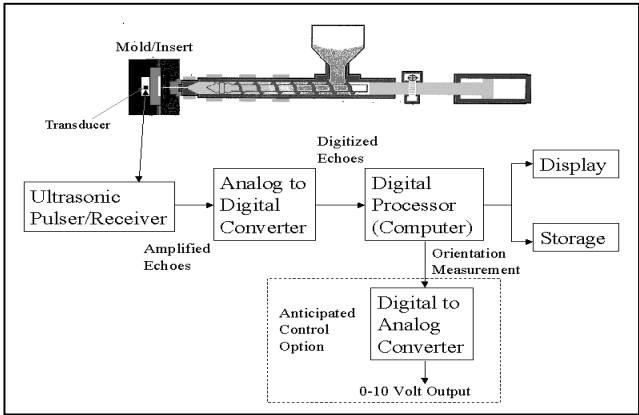 Mold/Insert
Transducer
Digitized
Echoes
Ultrasonic
Pulser/Receiver
Analog to
Digital
Converter
Digital
Processor
(Computer)
Display
Storage
Amplified
Echoes
Orientation
Measurement
Anticipated
Control
Option
Digital to
Analog
Converter
0-10 Volt Output